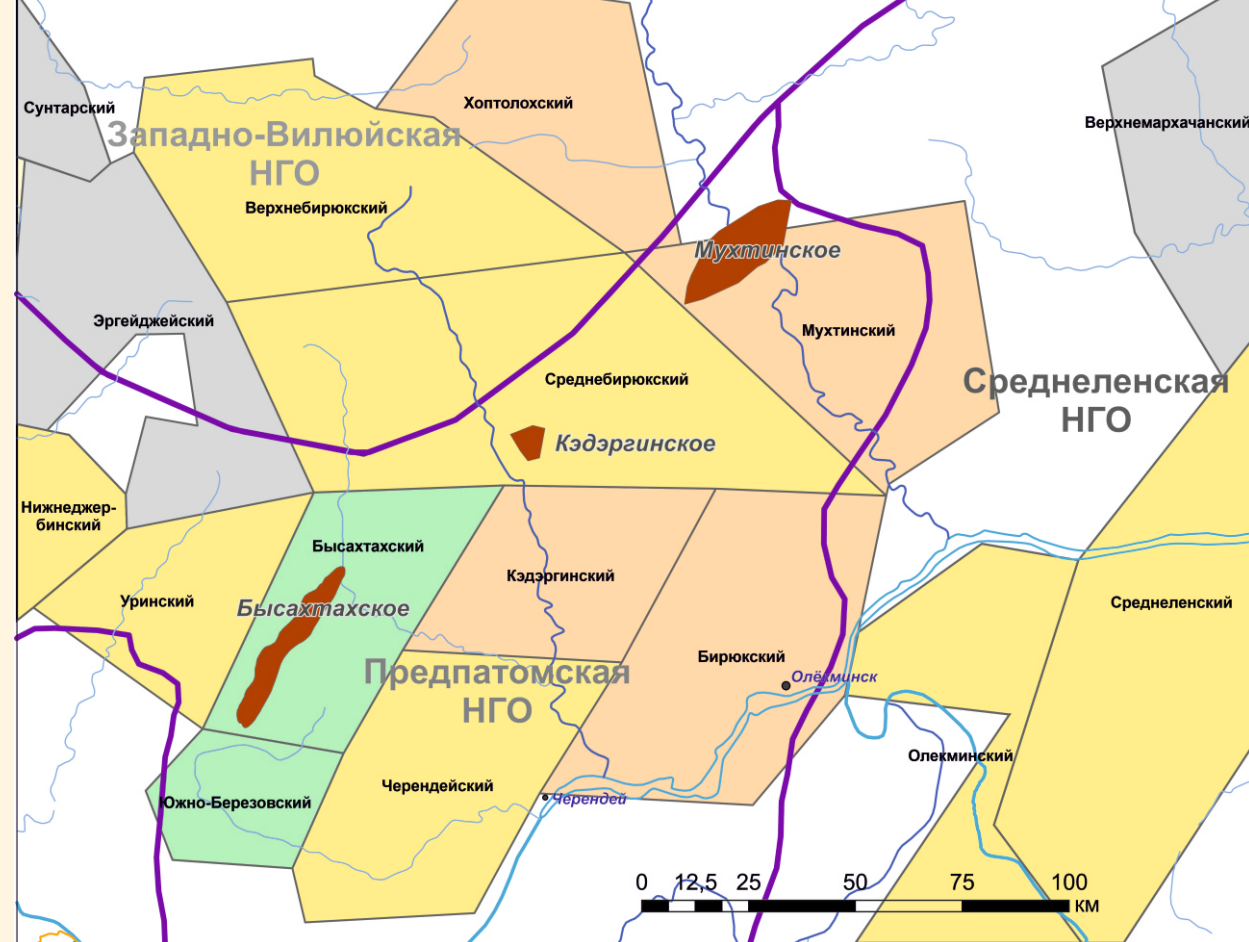 Хоптолохский
Сунтарский
Верхнемархачанский
Западно-Вилюйская
НГО
Верхнебирюкский
Мухтинское
Эргейджейский
Мухтинский
Среднебирюкский
Среднеленская
НГО
Кэдэргинское
Нижнеджер-
бинский
Бысахтахский
Кэдэргинский
Уринский
Бысахтахское
Среднеленский
Бирюкский
Предпатомская
НГО
Олёкминск
Олекминский
Черендейский
Южно-Березовский
Черендей
0 12,5 25 50 75 100
КМ